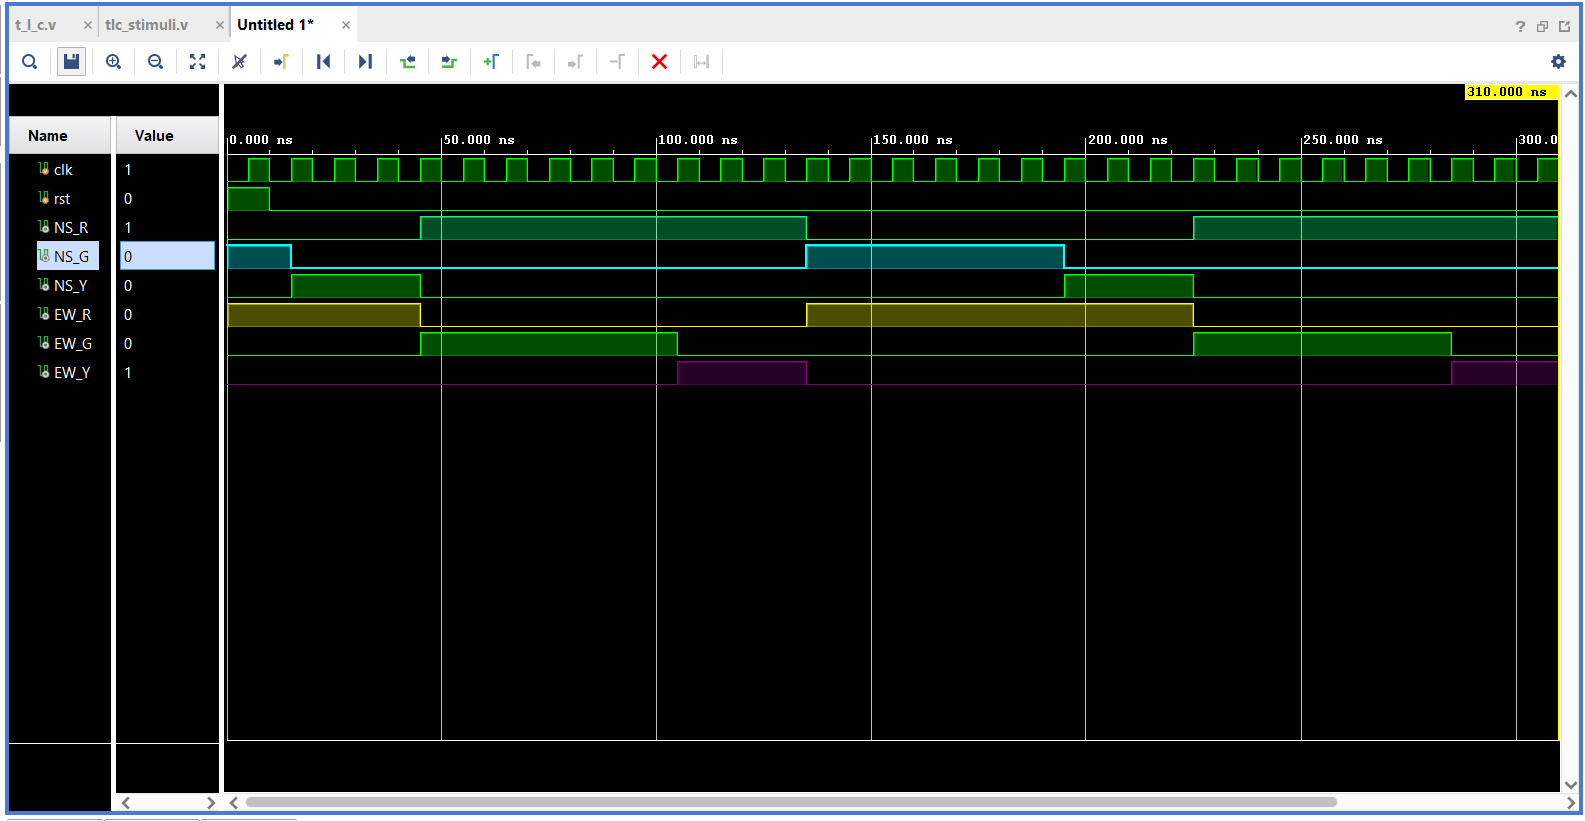 t_l_c.v × tlc_stimuli.v × Untitled 1* ×
?
310.000 ns
Name Value
0.000 ns 50.000 ns 100.000 ns 150.000 ns 200.000 ns 250.000 ns 300.0
clk 1
rst 0
NS_R 1
NS_G 0
NS_Y 0
EW_R 0
EW_G 0
EW_Y 1